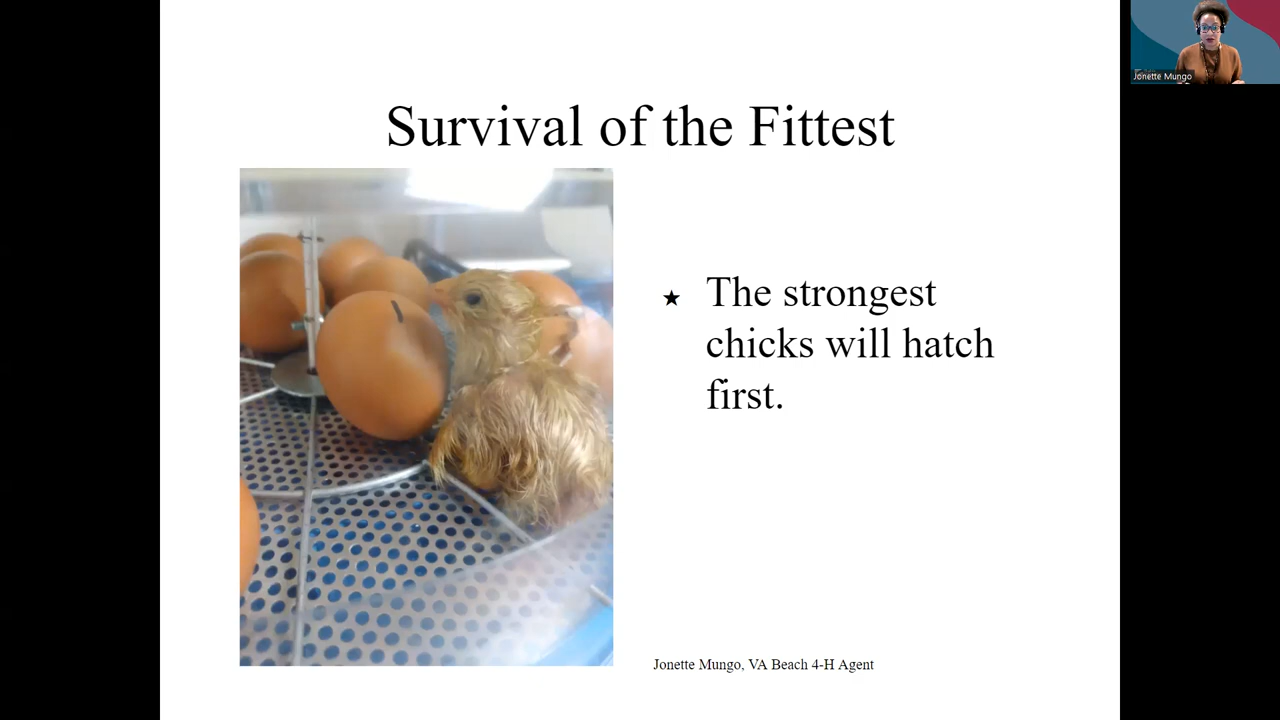 Jonette Mungo
Survival of the Fittest
★ The strongest
chicks will hatch
first.
Jonette Mungo, VA Beach 4-H Agent